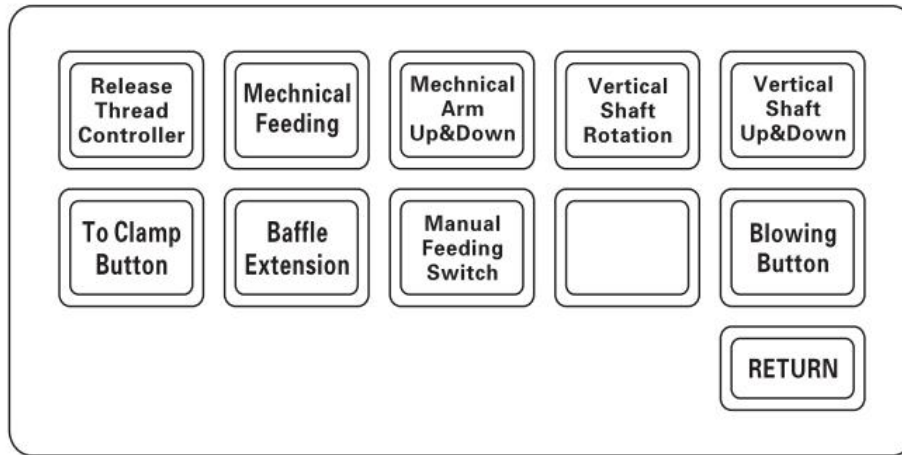 Release
Thread
Controller
Mechnical
Feeding
Mechnical
Arm
Up&Down
Vertical
Shaft
Rotation
Vertical
Shaft
Up&Down
To Clamp
Button
Baffle
Extension
Manual
Feeding
Switch
Blowing
Button
RETURN